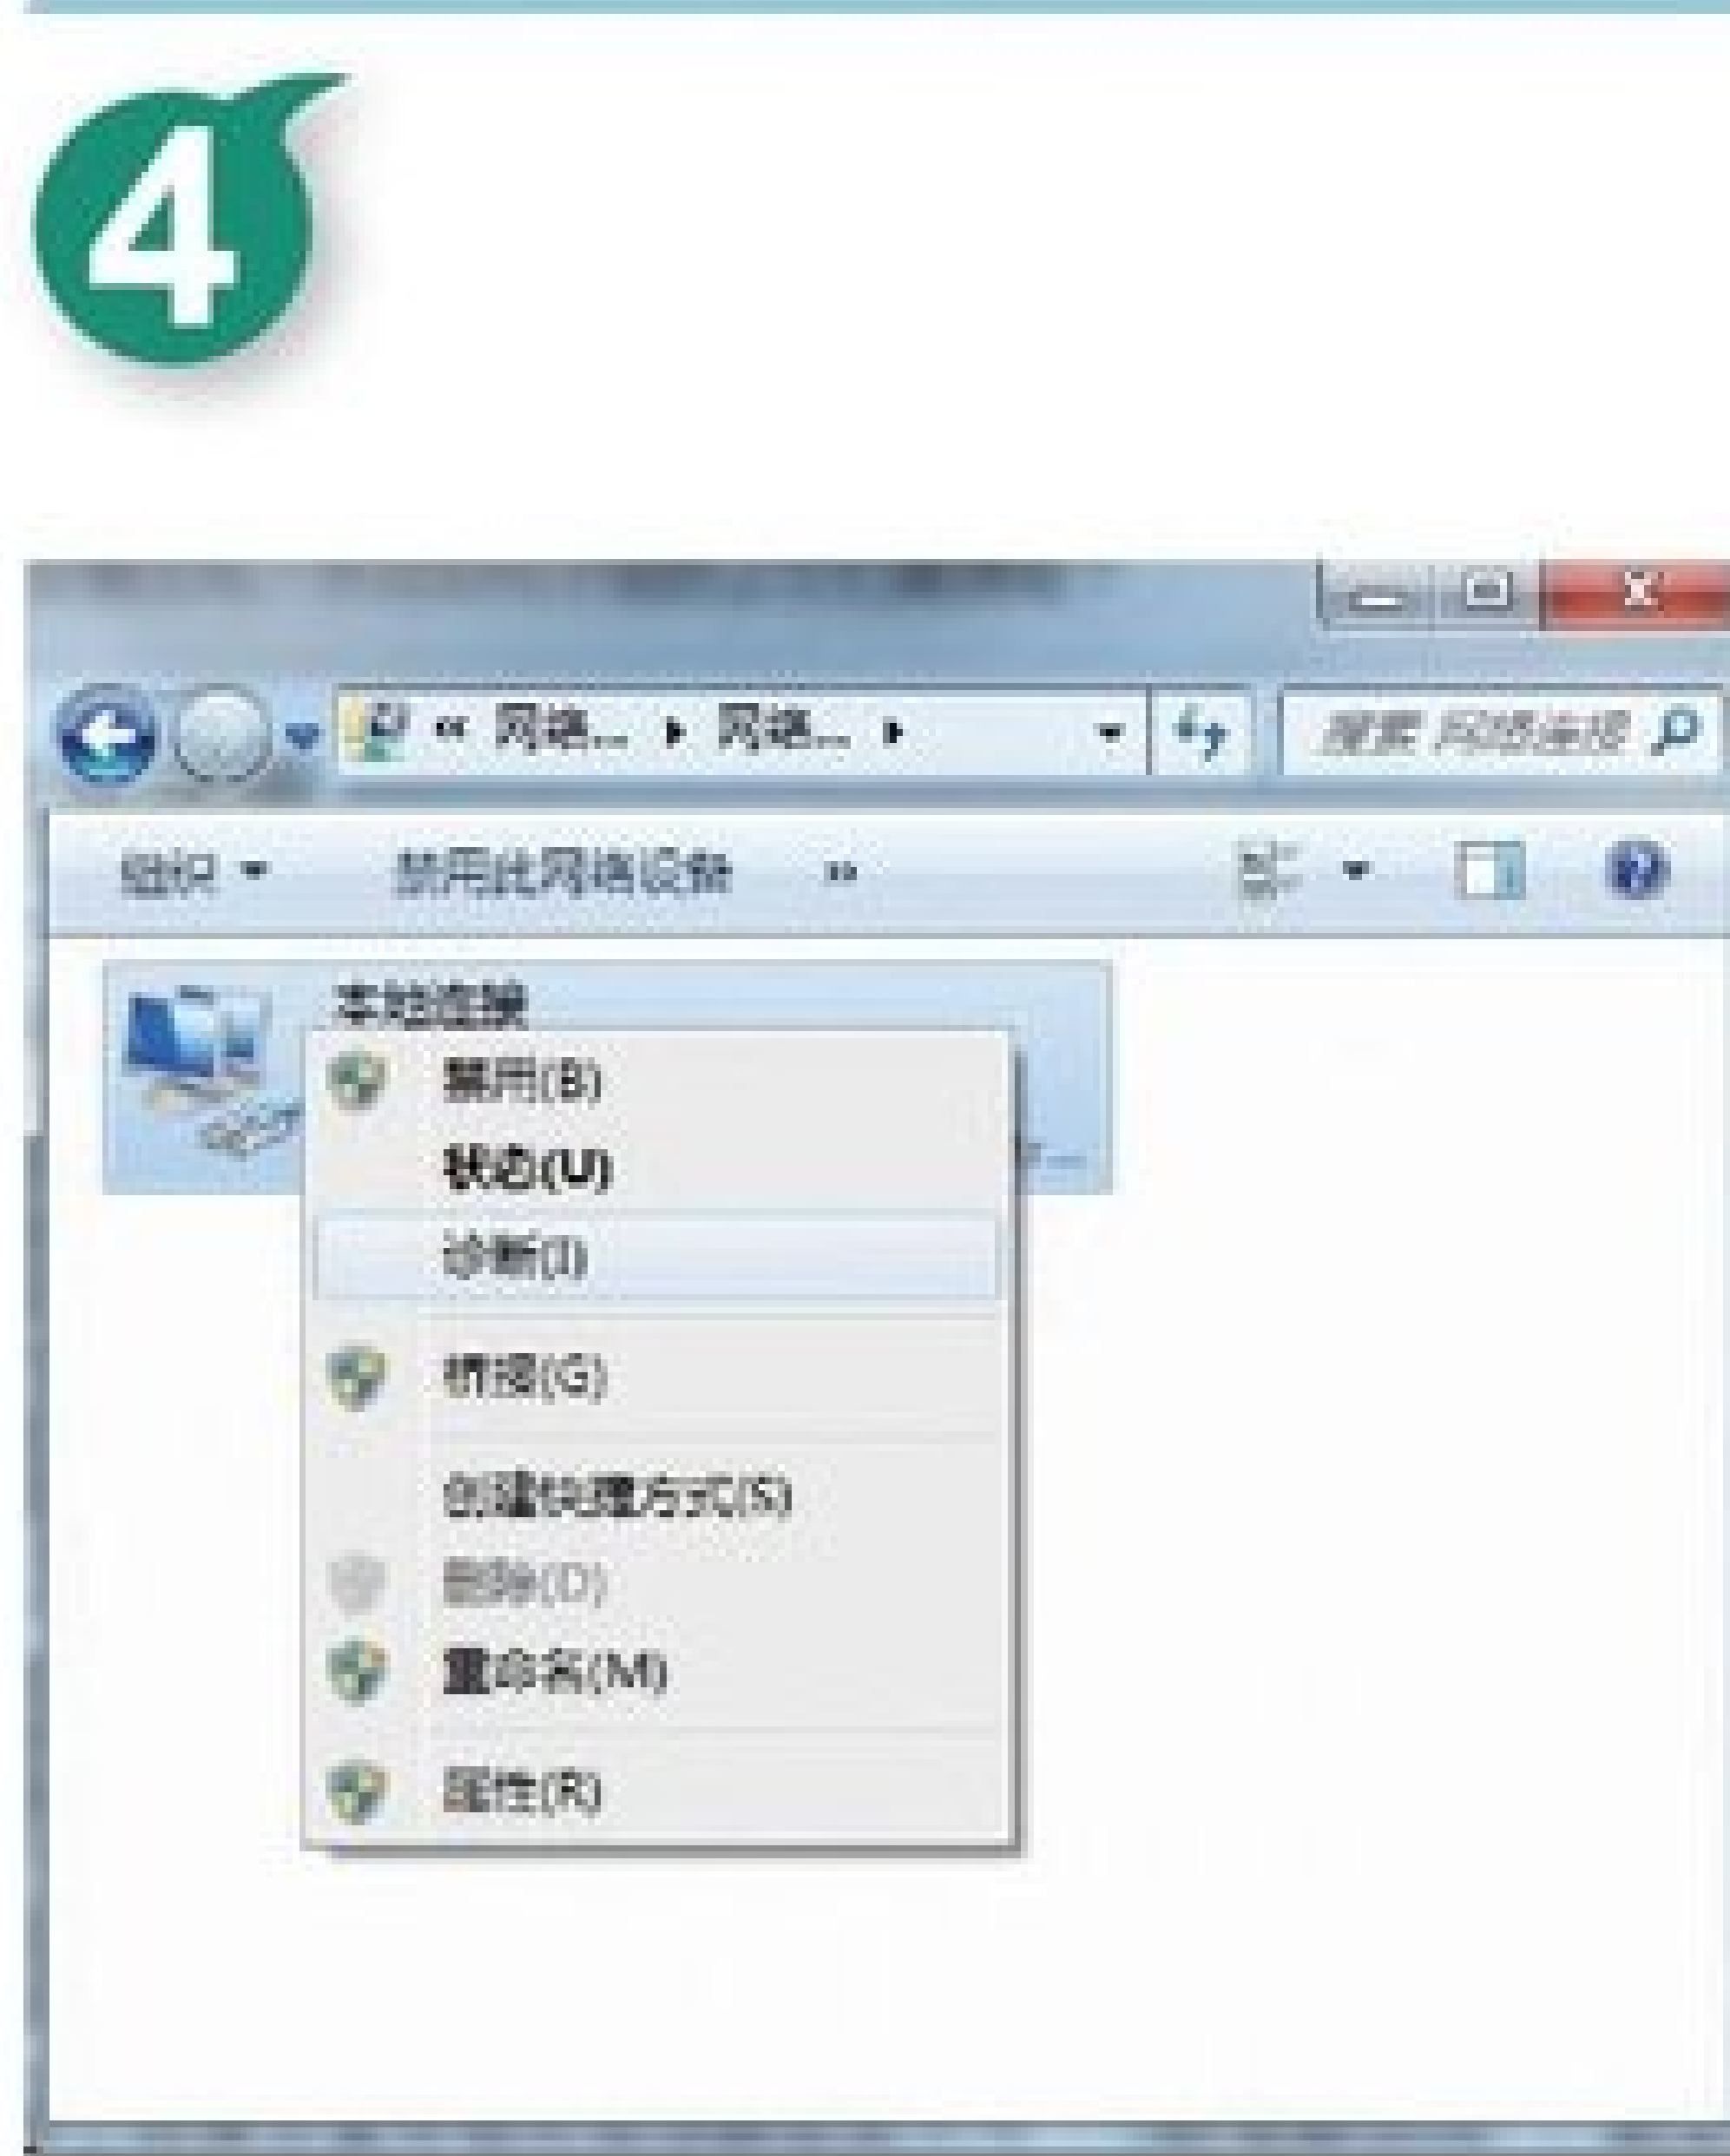 4
« 网络... ▸ 网络... ▸
搜索 网络连接
组织
禁用此网络设备 »
本地连接
禁用(B)
状态(U)
诊断(I)
桥接(G)
创建快捷方式(S)
删除(D)
重命名(M)
属性(R)